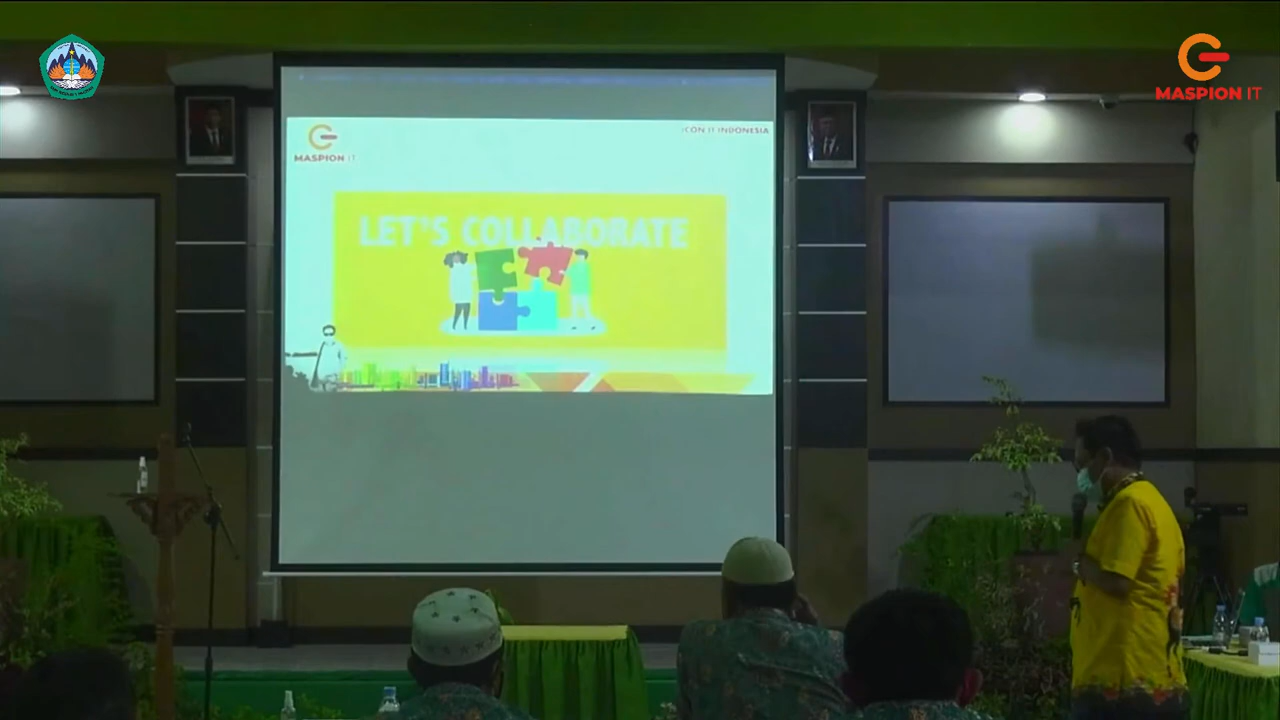 MASPION IT
MASPION IT
ICON IT INDONESIA
LET'S COLLABORATE